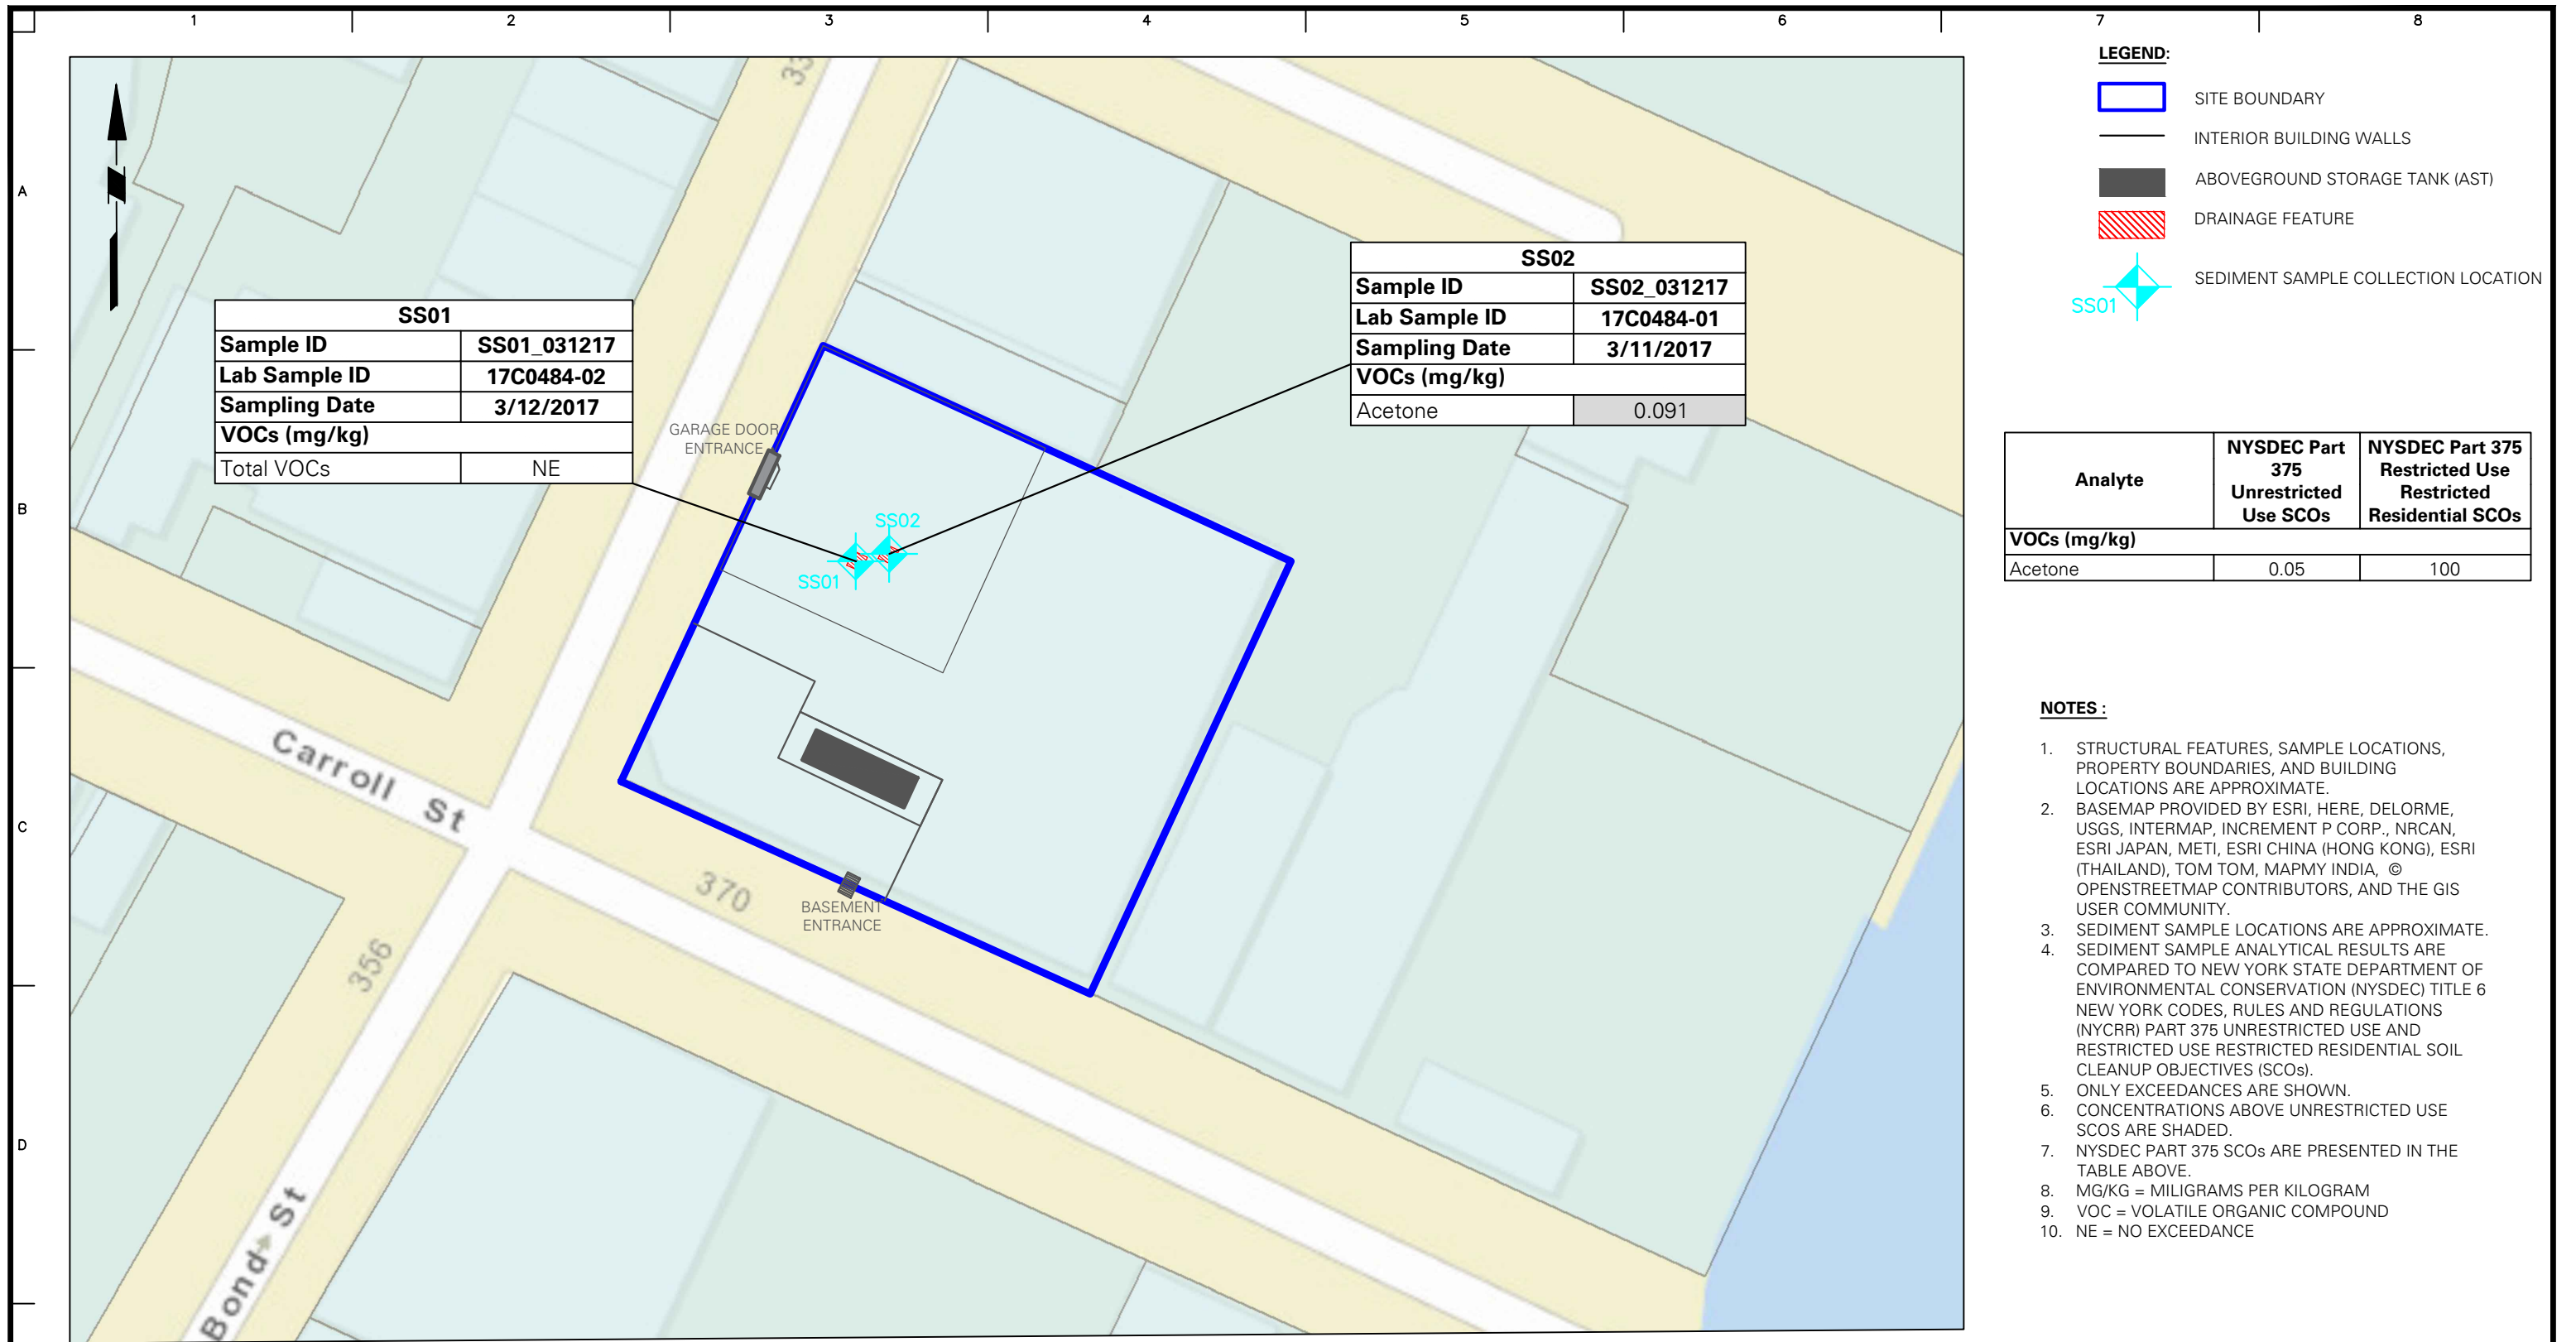 1 2 3 4 5 6 7 8
A
B
C
D
LEGEND:
SITE BOUNDARY
INTERIOR BUILDING WALLS
ABOVEGROUND STORAGE TANK (AST)
DRAINAGE FEATURE
SEDIMENT SAMPLE COLLECTION LOCATION
SS01
SS01
Sample ID SS01_031217
Lab Sample ID 17C0484-02
Sampling Date 3/12/2017
VOCs (mg/kg)
Total VOCs NE
SS02
Sample ID SS02_031217
Lab Sample ID 17C0484-01
Sampling Date 3/11/2017
VOCs (mg/kg)
Acetone 0.091
GARAGE DOOR
ENTRANCE
SS02
SS01
BASEMENT
ENTRANCE
Carroll St
Bond St
370
356
Analyte
NYSDEC Part
375
Unrestricted
Use SCOs
NYSDEC Part 375
Restricted Use
Restricted
Residential SCOs
VOCs (mg/kg)
Acetone 0.05 100
NOTES :
1. STRUCTURAL FEATURES, SAMPLE LOCATIONS,
PROPERTY BOUNDARIES, AND BUILDING
LOCATIONS ARE APPROXIMATE.
2. BASEMAP PROVIDED BY ESRI, HERE, DELORME,
USGS, INTERMAP, INCREMENT P CORP., NRCAN,
ESRI JAPAN, METI, ESRI CHINA (HONG KONG), ESRI
(THAILAND), TOM TOM, MAPMY INDIA, ©
OPENSTREETMAP CONTRIBUTORS, AND THE GIS
USER COMMUNITY.
3. SEDIMENT SAMPLE LOCATIONS ARE APPROXIMATE.
4. SEDIMENT SAMPLE ANALYTICAL RESULTS ARE
COMPARED TO NEW YORK STATE DEPARTMENT OF
ENVIRONMENTAL CONSERVATION (NYSDEC) TITLE 6
NEW YORK CODES, RULES AND REGULATIONS
(NYCRR) PART 375 UNRESTRICTED USE AND
RESTRICTED USE RESTRICTED RESIDENTIAL SOIL
CLEANUP OBJECTIVES (SCOs).
5. ONLY EXCEEDANCES ARE SHOWN.
6. CONCENTRATIONS ABOVE UNRESTRICTED USE
SCOS ARE SHADED.
7. NYSDEC PART 375 SCOs ARE PRESENTED IN THE
TABLE ABOVE.
8. MG/KG = MILIGRAMS PER KILOGRAM
9. VOC = VOLATILE ORGANIC COMPOUND
10. NE = NO EXCEEDANCE